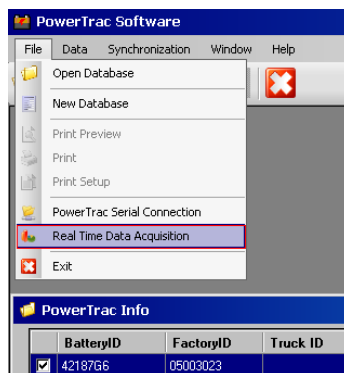 PowerTrac Software
File Data Synchronization Window Help
Open Database
New Database
Print Preview
Print
Print Setup
PowerTrac Serial Connection
Real Time Data Acquisition
Exit
PowerTrac Info
BatteryID FactoryID Truck ID
42187G6 05003023